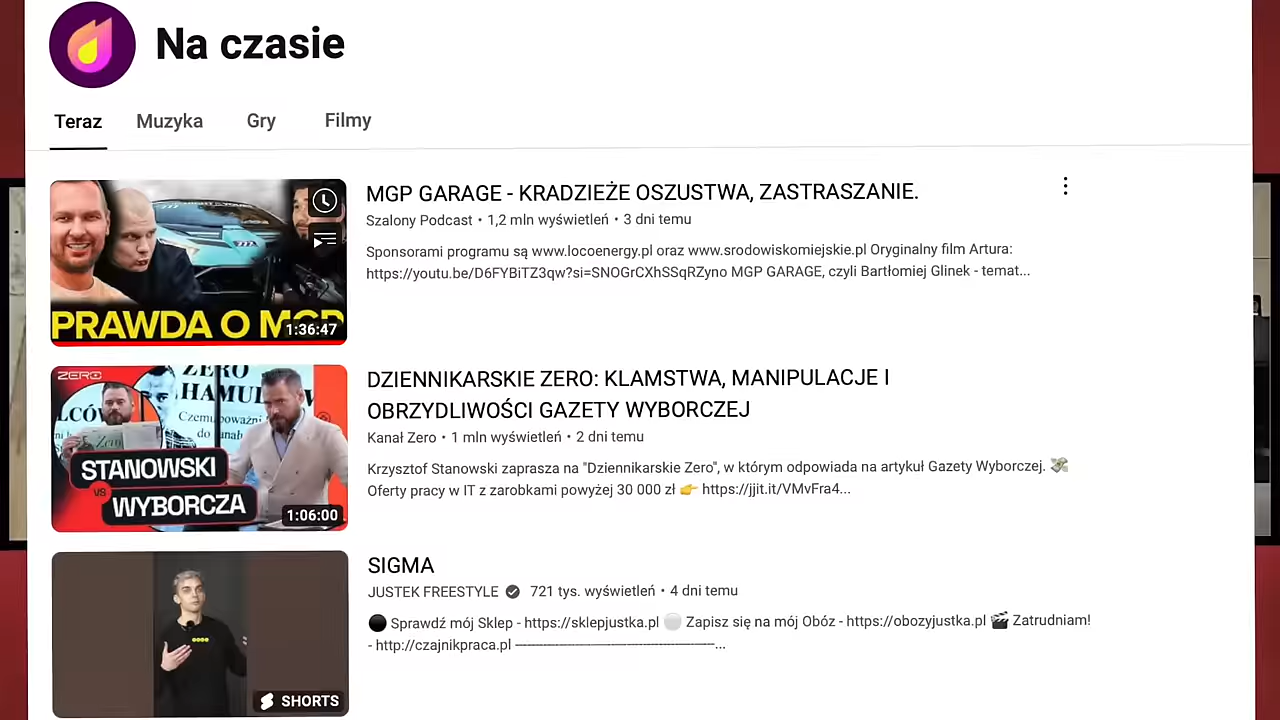 Na czasie
Teraz Muzyka Gry Filmy
PRAWDA O MGP
1:36:47
MGP GARAGE - KRADZIEŻE OSZUSTWA, ZASTRASZANIE.
Szalony Podcast • 1,2 mln wyświetleń • 3 dni temu
Sponsorami programu są www.locoenergy.pl oraz www.srodowiskomiejskie.pl Oryginalny film Artura:
https://youtu.be/D6FYBiTZ3qw?si=SNOGrCXhSSqRZyno MGP GARAGE, czyli Bartłomiej Glinek - temat...
ZERO
STANOWSKI
VS
WYBORCZA
1:06:00
DZIENNIKARSKIE ZERO: KLAMSTWA, MANIPULACJE I
OBRZYDLIWOŚCI GAZETY WYBORCZEJ
Kanał Zero • 1 mln wyświetleń • 2 dni temu
Krzysztof Stanowski zaprasza na "Dziennikarskie Zero", w którym odpowiada na artykuł Gazety Wyborczej. 💸
Oferty pracy w IT z zarobkami powyżej 30 000 zł 👉 https://jjit.it/VMvFra4...
SHORTS
SIGMA
JUSTEK FREESTYLE 721 tys. wyświetleń • 4 dni temu
⚫ Sprawdź mój Sklep - https://sklepjustka.pl ⚪ Zapisz się na mój Obóz - https://obozyjustka.pl 🎬 Zatrudniam!
- http://czajnikpraca.pl —————————————————...